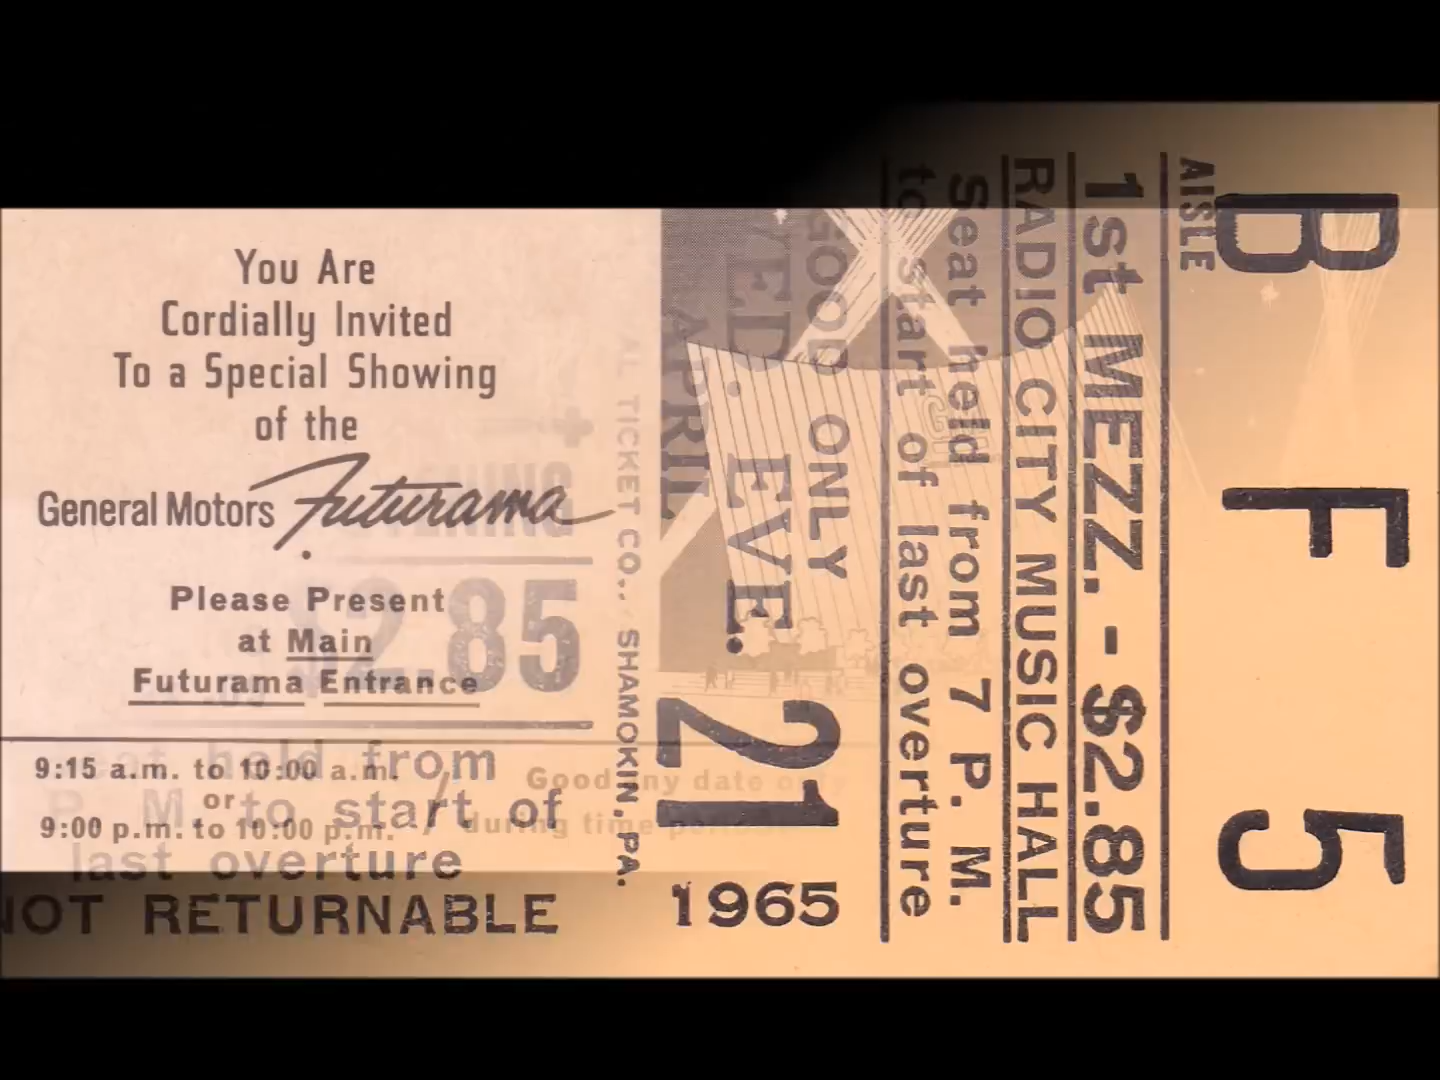 You Are
Cordially Invited
To a Special Showing
of the
General Motors Futurama
Please Present
at Main
Futurama Entrance
9:15 a.m. to 10:00 a.m.
or
9:00 p.m. to 10:00 p.m.
Good any date only
during time periods
$2.85
held from
P. M. to start of
last overture
NOT RETURNABLE
TICKET CO., SHAMOKIN, PA.
APRIL 21
1965
WED. EVE.
GOOD ONLY
Seat held from 7 P. M.
to start of last overture
RADIO CITY MUSIC HALL
1st MEZZ. - $2.85
AISLE
B F 5